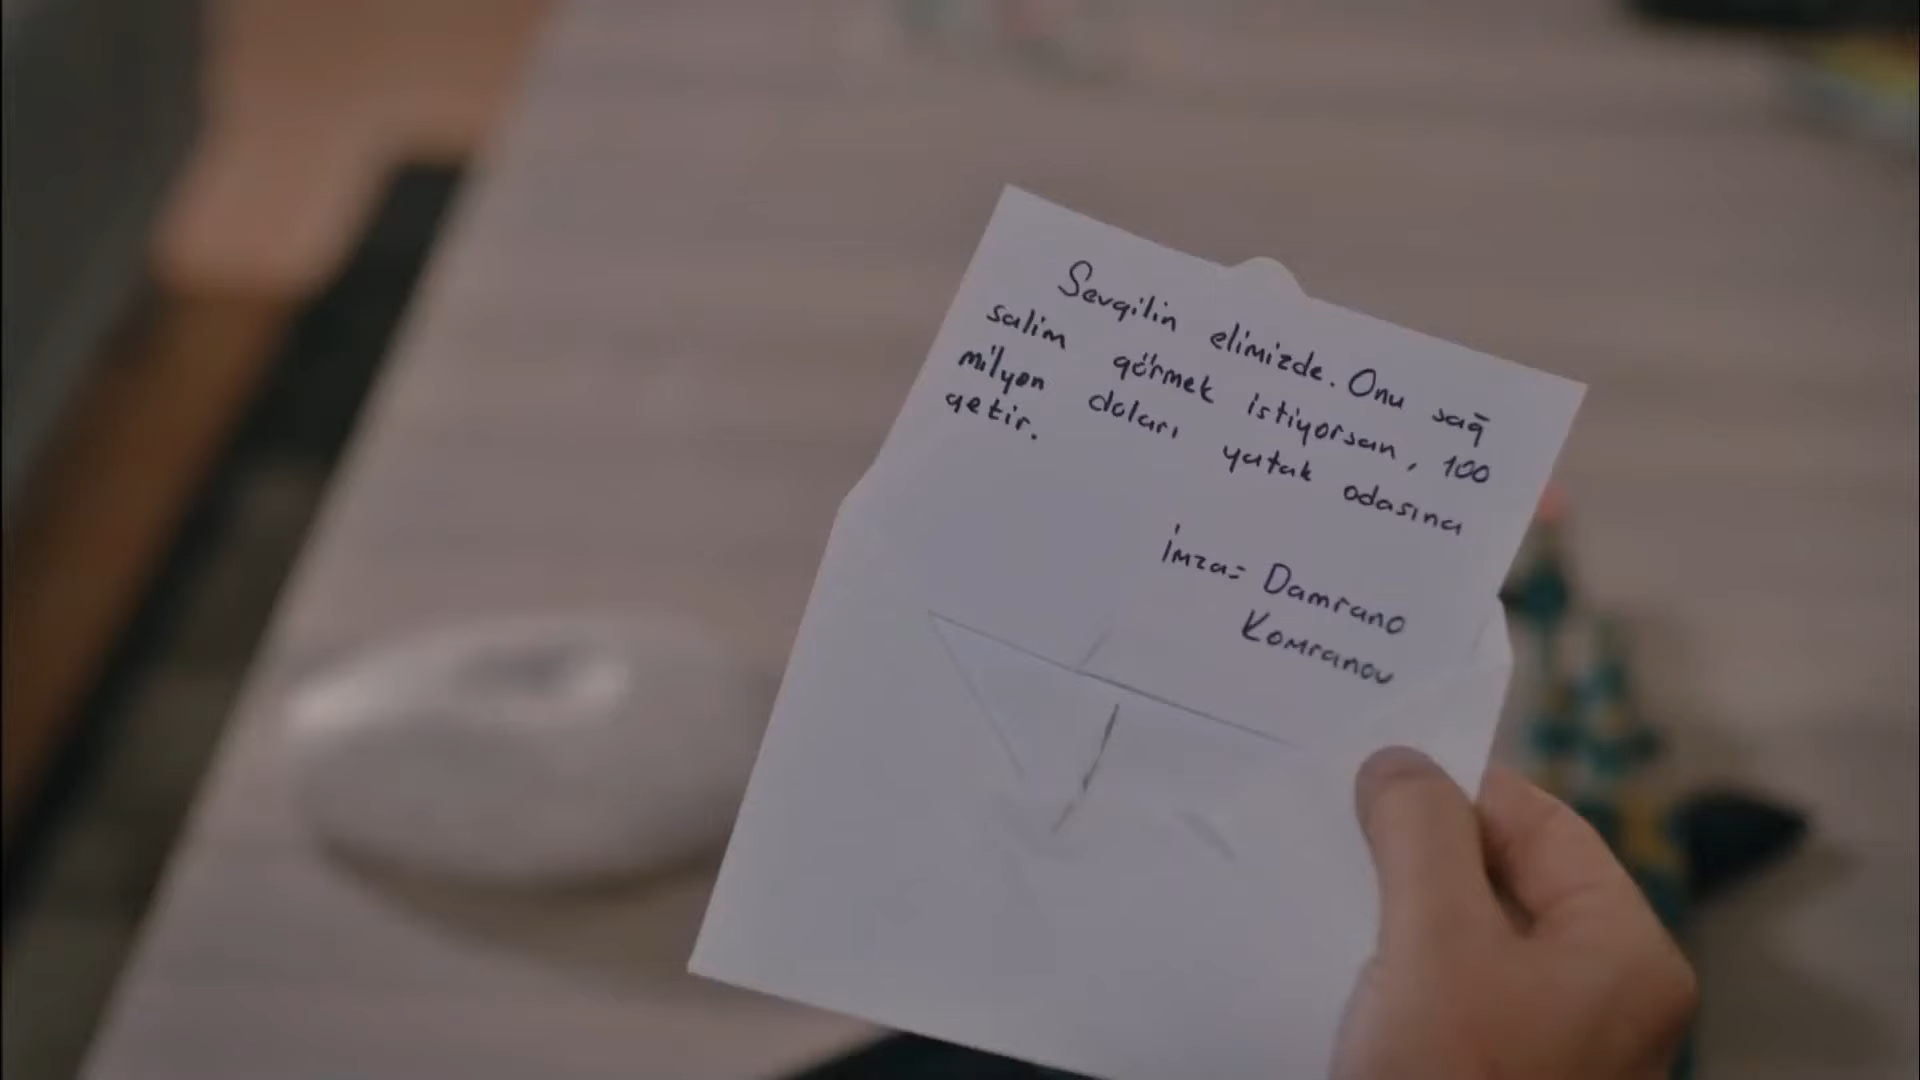 Sevgilin elimizde. Onu sağ
salim görmek istiyorsan, 100
milyon doları yatak odasına
getir.
İmza= Damrano
Komranov